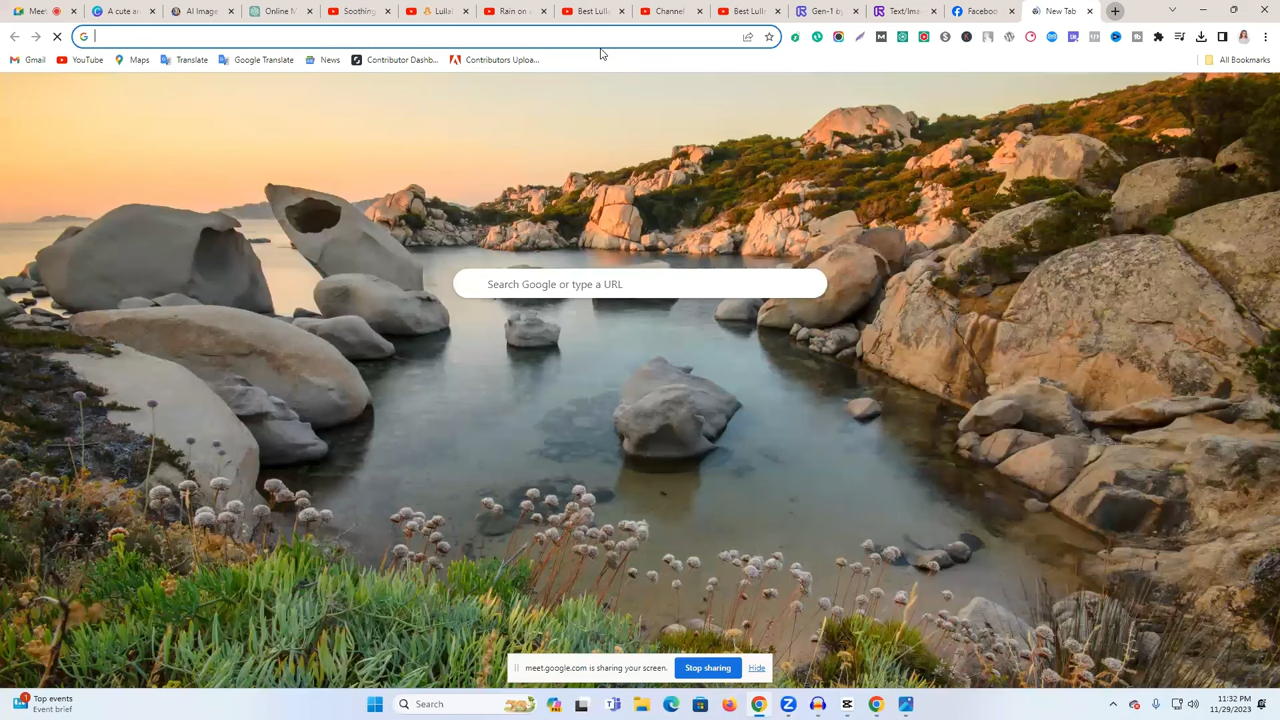 Meet
A cute ar
AI Image
Online M
Soothing
Lullal
Rain on
Best Lulla
Channel
Best Lulla
Gen-1 by
Text/Ima
Facebook
New Tab
Gmail
YouTube
Maps
Translate
Google Translate
News
Contributor Dashb...
Contributors Uploa...
All Bookmarks
Search Google or type a URL
meet.google.com is sharing your screen.
Stop sharing
Hide
Top events
Event brief
Search
11:32 PM
11/29/2023